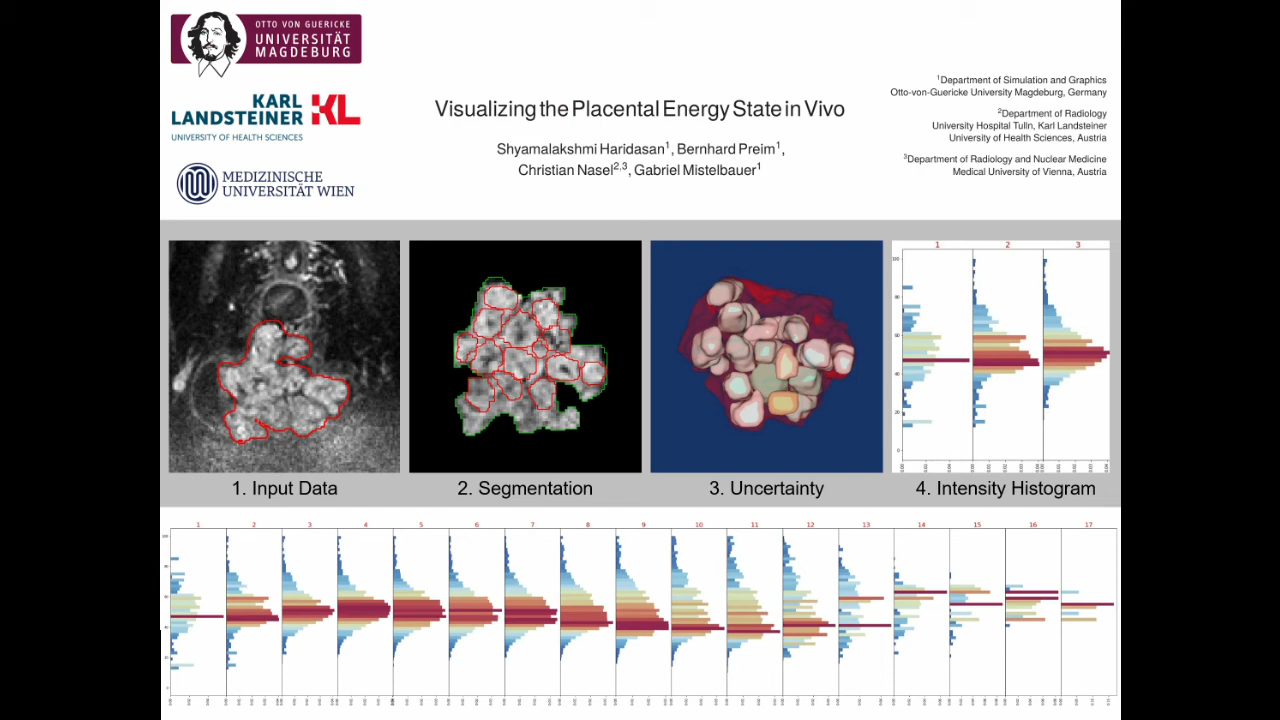 OTTO VON GUERICKE
UNIVERSITÄT
MAGDEBURG
KARL
LANDSTEINER KL
UNIVERSITY OF HEALTH SCIENCES
MEDIZINISCHE
UNIVERSITÄT WIEN
Visualizing the Placental Energy State in Vivo
Shyamalakshmi Haridasan1, Bernhard Preim1,
Christian Nasel2,3, Gabriel Mistelbauer1
1Department of Simulation and Graphics
Otto-von-Guericke University Magdeburg, Germany
2Department of Radiology
University Hospital Tulln, Karl Landsteiner
University of Health Sciences, Austria
3Department of Radiology and Nuclear Medicine
Medical University of Vienna, Austria
1 2 3
1. Input Data
2. Segmentation
3. Uncertainty
4. Intensity Histogram
1 2 3 4 5 6 7 8 9 10 11 12 13 14 15 16 17